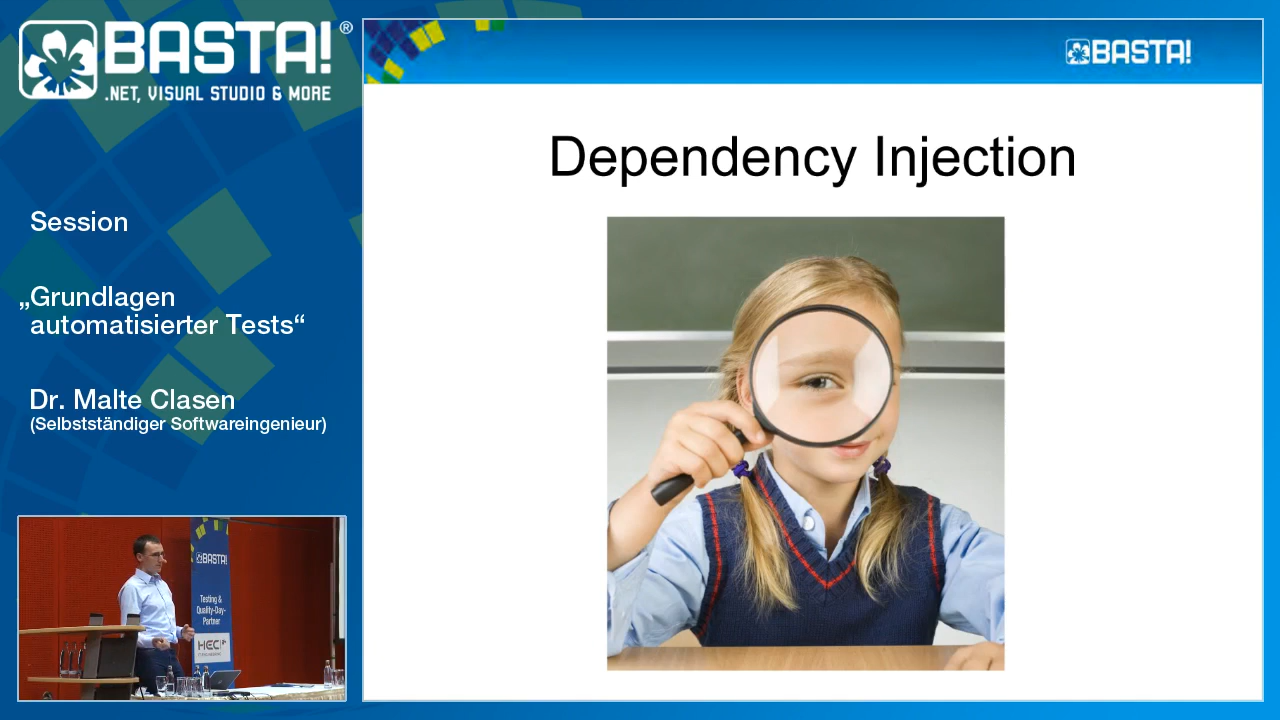 BASTA!®
.NET, VISUAL STUDIO & MORE
Session
„Grundlagen
automatisierter Tests“
Dr. Malte Clasen
(Selbstständiger Softwareingenieur)
BASTA!
Dependency Injection
BASTA!
Testing &
Quality-Day-
Partner
HEC